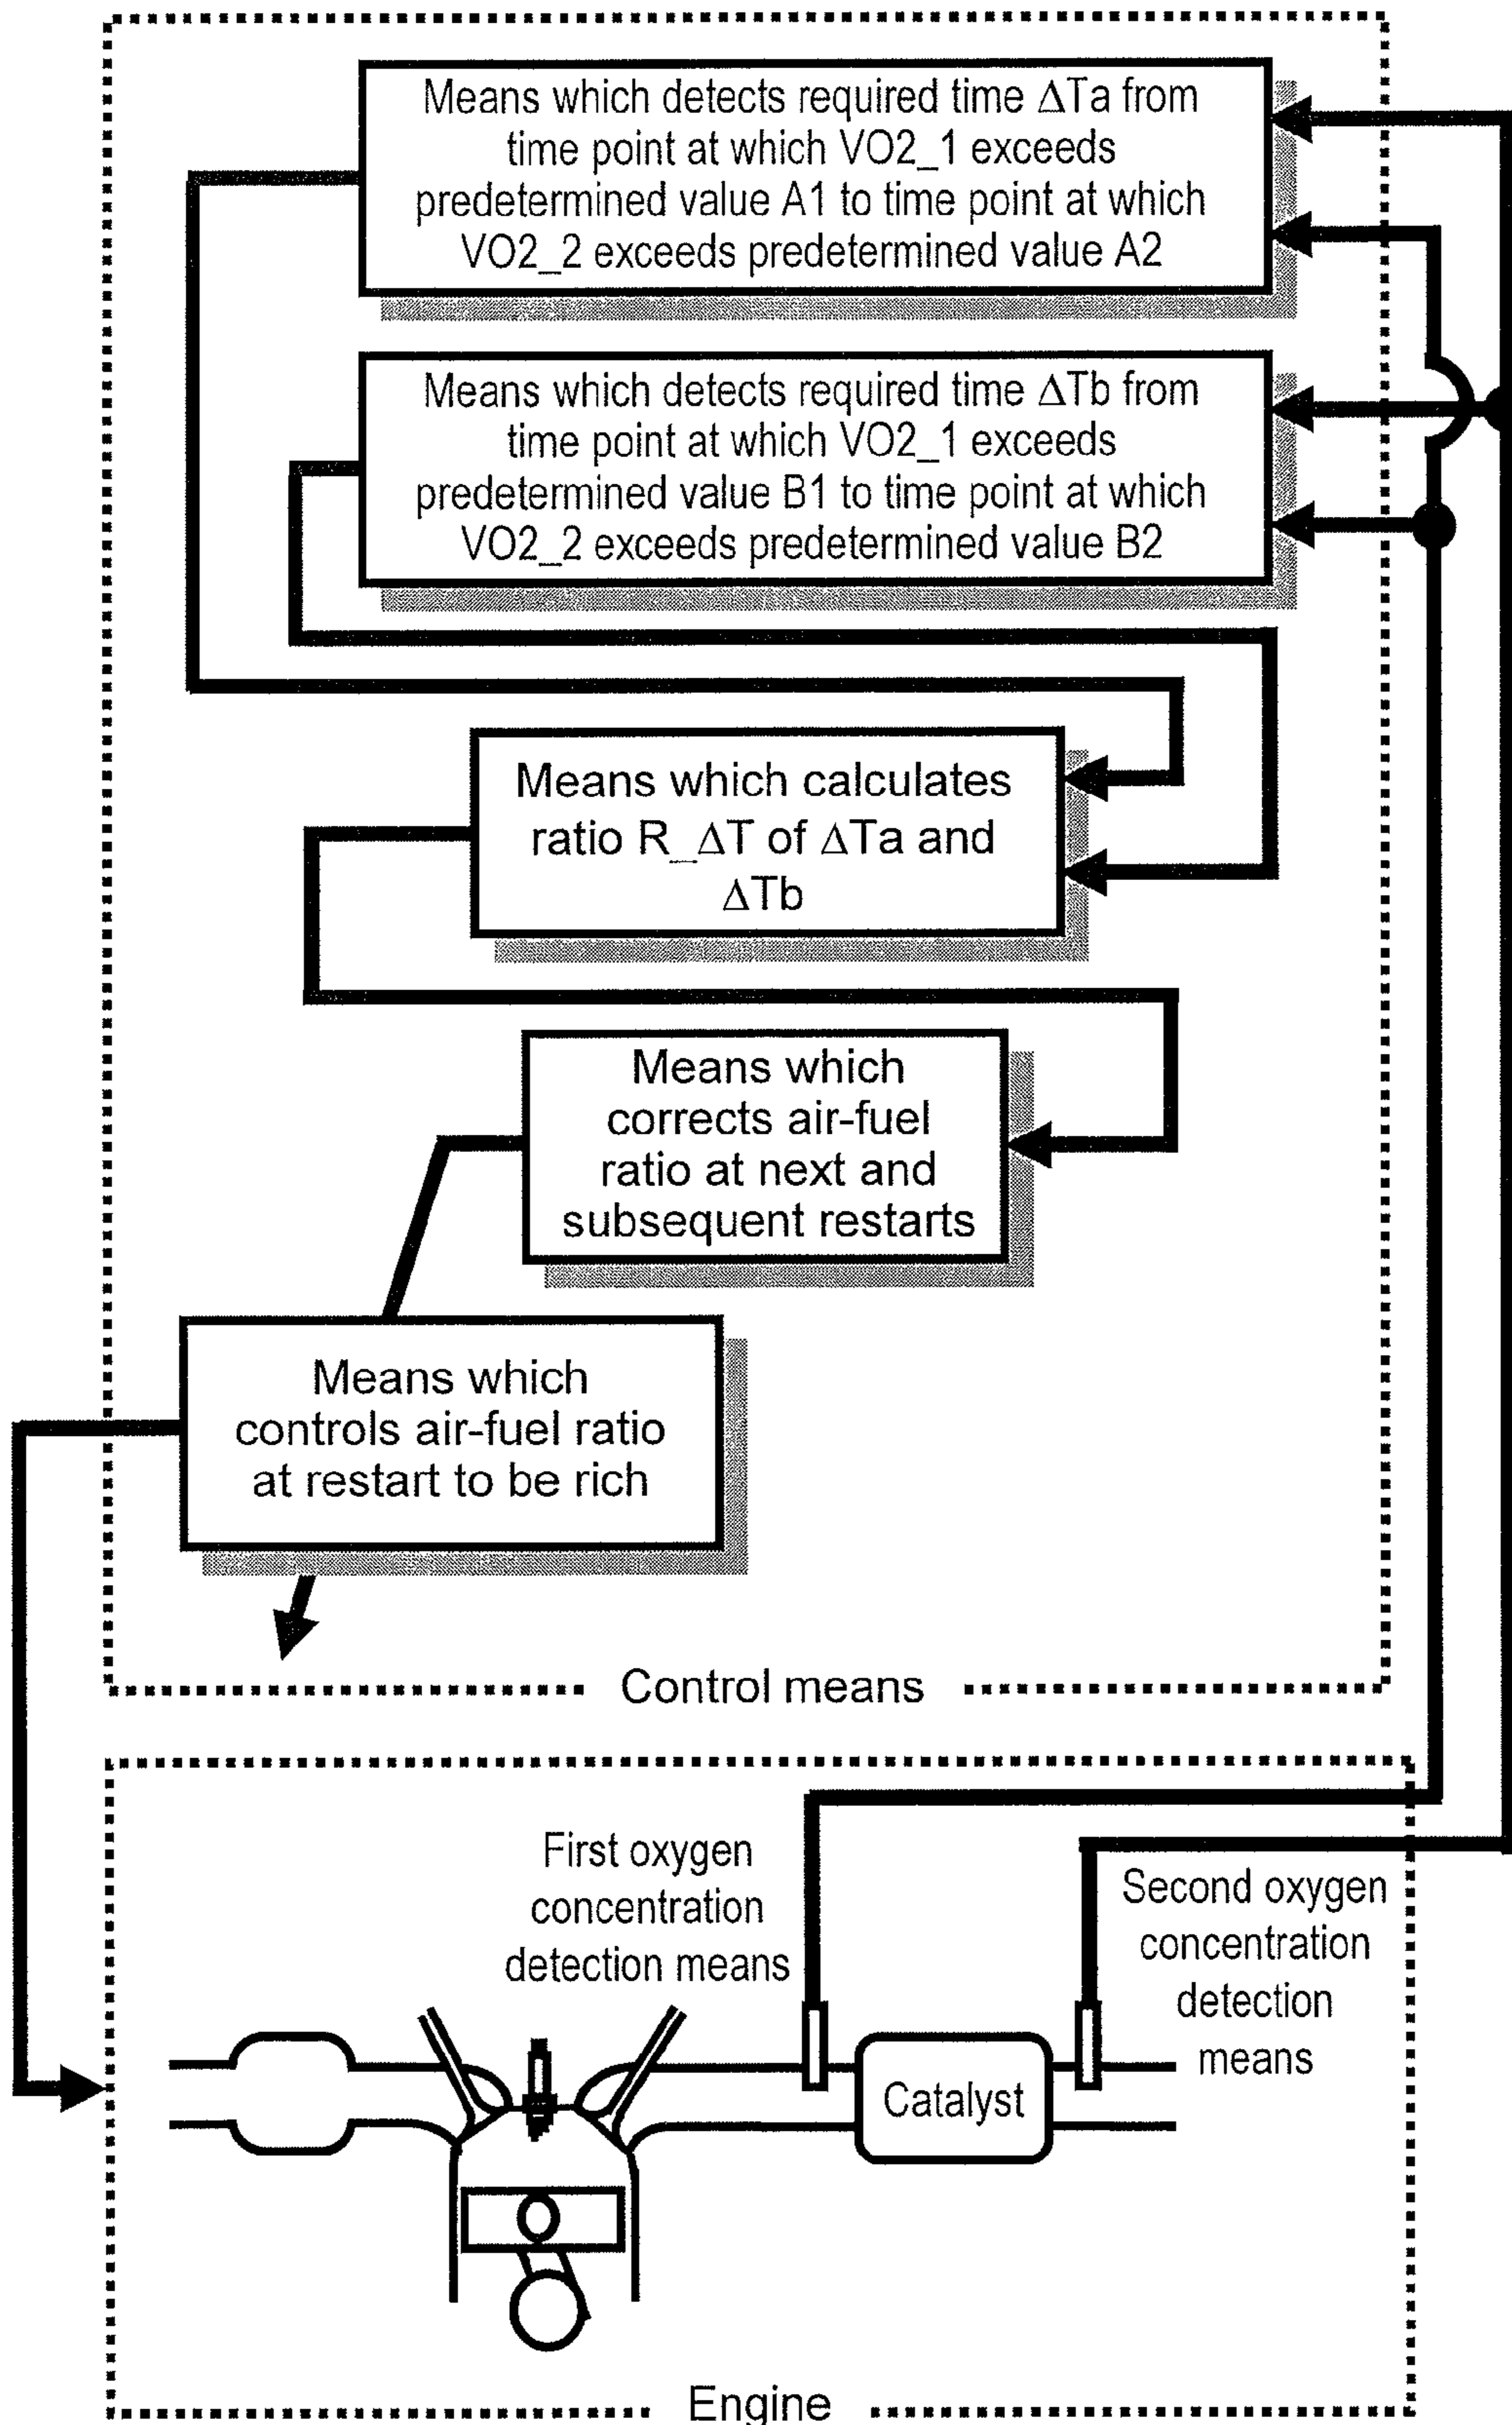 Means which detects required time ΔTa from
time point at which VO2_1 exceeds
predetermined value A1 to time point at which
VO2_2 exceeds predetermined value A2
Means which detects required time ΔTb from
time point at which VO2_1 exceeds
predetermined value B1 to time point at which
VO2_2 exceeds predetermined value B2
Means which calculates
ratio R_ΔT of ΔTa and
ΔTb
Means which
corrects air-fuel
ratio at next and
subsequent restarts
Means which
controls air-fuel ratio
at restart to be rich
Control means
First oxygen
concentration
detection means
Second oxygen
concentration
detection
means
Catalyst
Engine